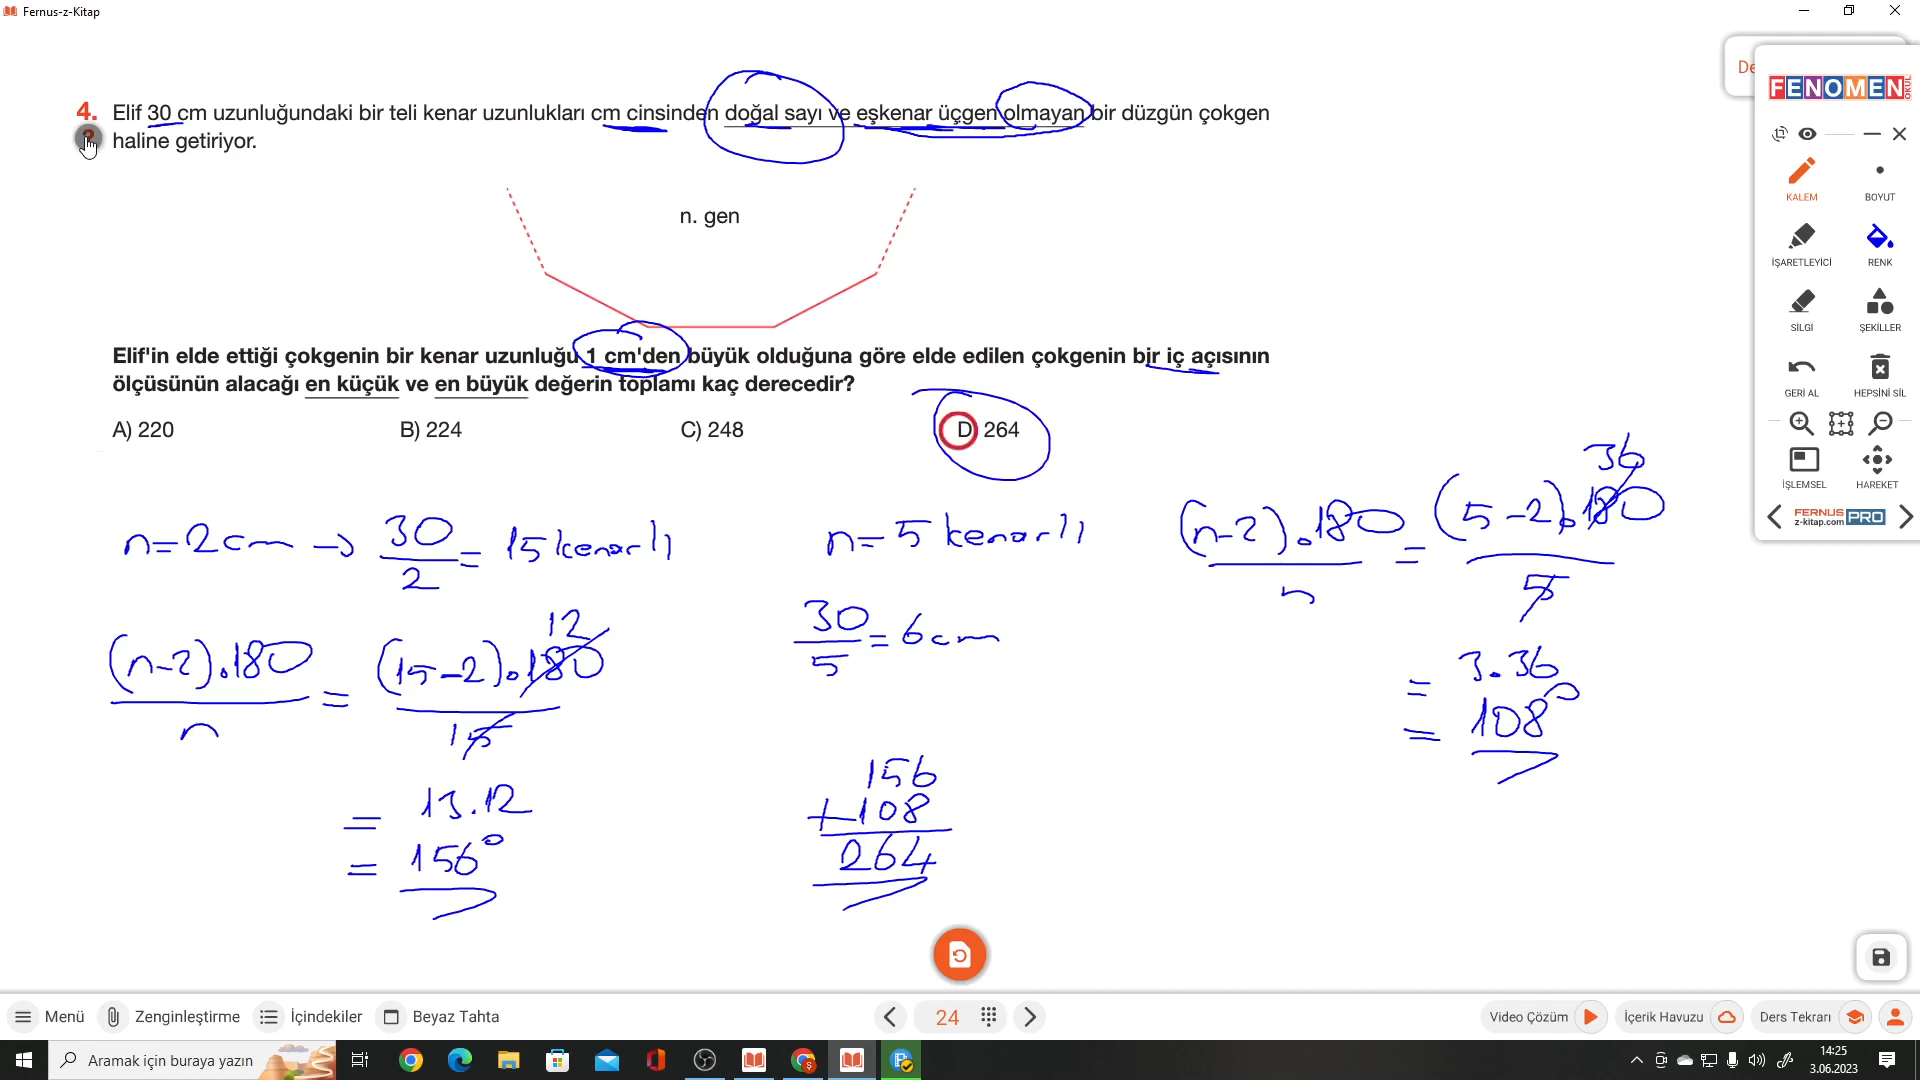 Fernus-z-Kitap
4. Elif 30 cm uzunluğundaki bir teli kenar uzunlukları cm cinsinden doğal sayı ve eşkenar üçgen olmayan bir düzgün çokgen
haline getiriyor.
n. gen
Elif'in elde ettiği çokgenin bir kenar uzunluğu 1 cm'den büyük olduğuna göre elde edilen çokgenin bir iç açısının
ölçüsünün alacağı en küçük ve en büyük değerin toplamı kaç derecedir?
A) 220 B) 224 C) 248 D) 264
n=2cm → 30/2 = 15 kenarlı
(n-2).180/n = (15-2).180/15
12
= 13.12
= 156°
n=5 kenarlı
30/5 = 6cm
156
+108
264
(n-2).180/n = (5-2).180/5
36
= 3.36
= 108°
De
FENOMEN OKUL
KALEM BOYUT
İŞARETLEYİCİ RENK
SİLGİ ŞEKİLLER
GERİ AL HEPSİNİ SİL
İŞLEMSEL HAREKET
FERNUS z-kitap.com PRO
Menü Zenginleştirme İçindekiler Beyaz Tahta 24 Video Çözüm İçerik Havuzu Ders Tekrarı
Aramak için buraya yazın
14:25
3.06.2023